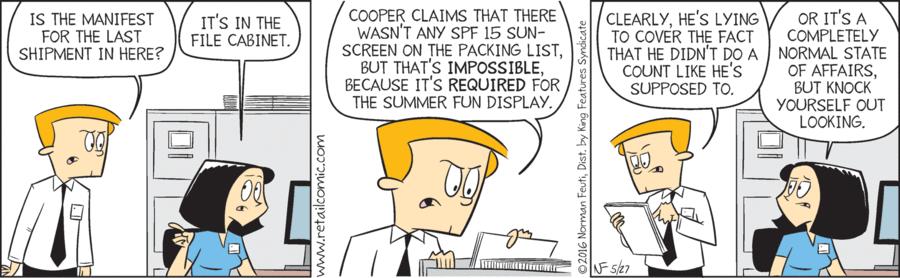 IS THE MANIFEST
FOR THE LAST
SHIPMENT IN HERE?
IT'S IN THE
FILE CABINET.
www.retailcomic.com
COOPER CLAIMS THAT THERE
WASN'T ANY SPF 15 SUN-
SCREEN ON THE PACKING LIST,
BUT THAT'S IMPOSSIBLE,
BECAUSE IT'S REQUIRED FOR
THE SUMMER FUN DISPLAY.
©2016 Norman Feuti, Dist. by King Features Syndicate
CLEARLY, HE'S LYING
TO COVER THE FACT
THAT HE DIDN'T DO A
COUNT LIKE HE'S
SUPPOSED TO.
OR IT'S A
COMPLETELY
NORMAL STATE
OF AFFAIRS,
BUT KNOCK
YOURSELF OUT
LOOKING.
NF 5/27